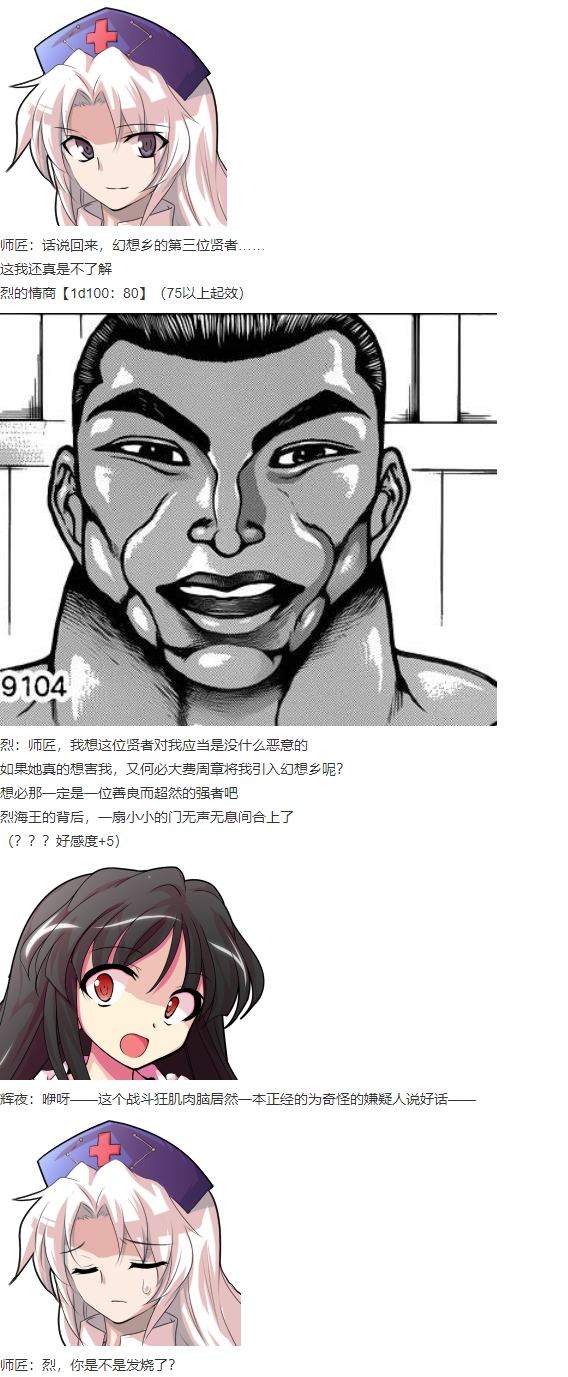 师匠：话说回来，幻想乡的第三位贤者……
这我还真是不了解
烈的情商【1d100：80】（75以上起效）
9104
烈：师匠，我想这位贤者对我应当是没什么恶意的
如果她真的想害我，又何必大费周章将我引入幻想乡呢？
想必那一定是一位善良而超然的强者吧
烈海王的背后，一扇小小的门无声无息间合上了
（？？？好感度+5）
辉夜：咿呀——这个战斗狂肌肉脑居然一本正经的为奇怪的嫌疑人说好话——
师匠：烈，你是不是发烧了？